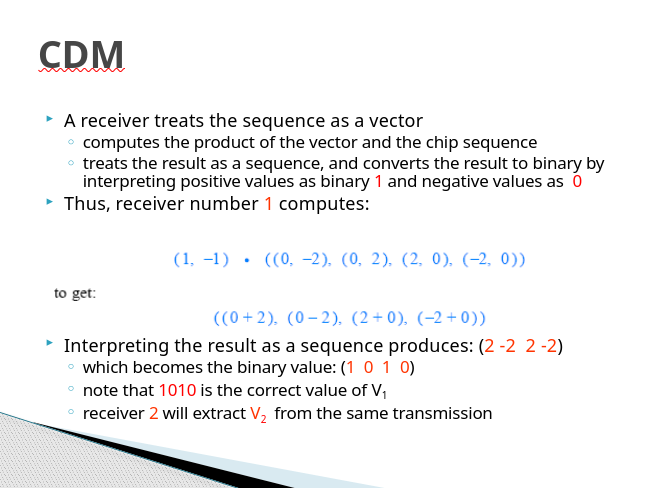 CDM
A receiver treats the sequence as a vector
computes the product of the vector and the chip sequence
treats the result as a sequence, and converts the result to binary by
interpreting positive values as binary 1 and negative values as 0
Thus, receiver number 1 computes:
(1, −1) • ((0, −2), (0, 2), (2, 0), (−2, 0))
to get:
((0 + 2), (0 − 2), (2 + 0), (−2 + 0))
Interpreting the result as a sequence produces: (2 -2 2 -2)
which becomes the binary value: (1 0 1 0)
note that 1010 is the correct value of V₁
receiver 2 will extract V₂ from the same transmission